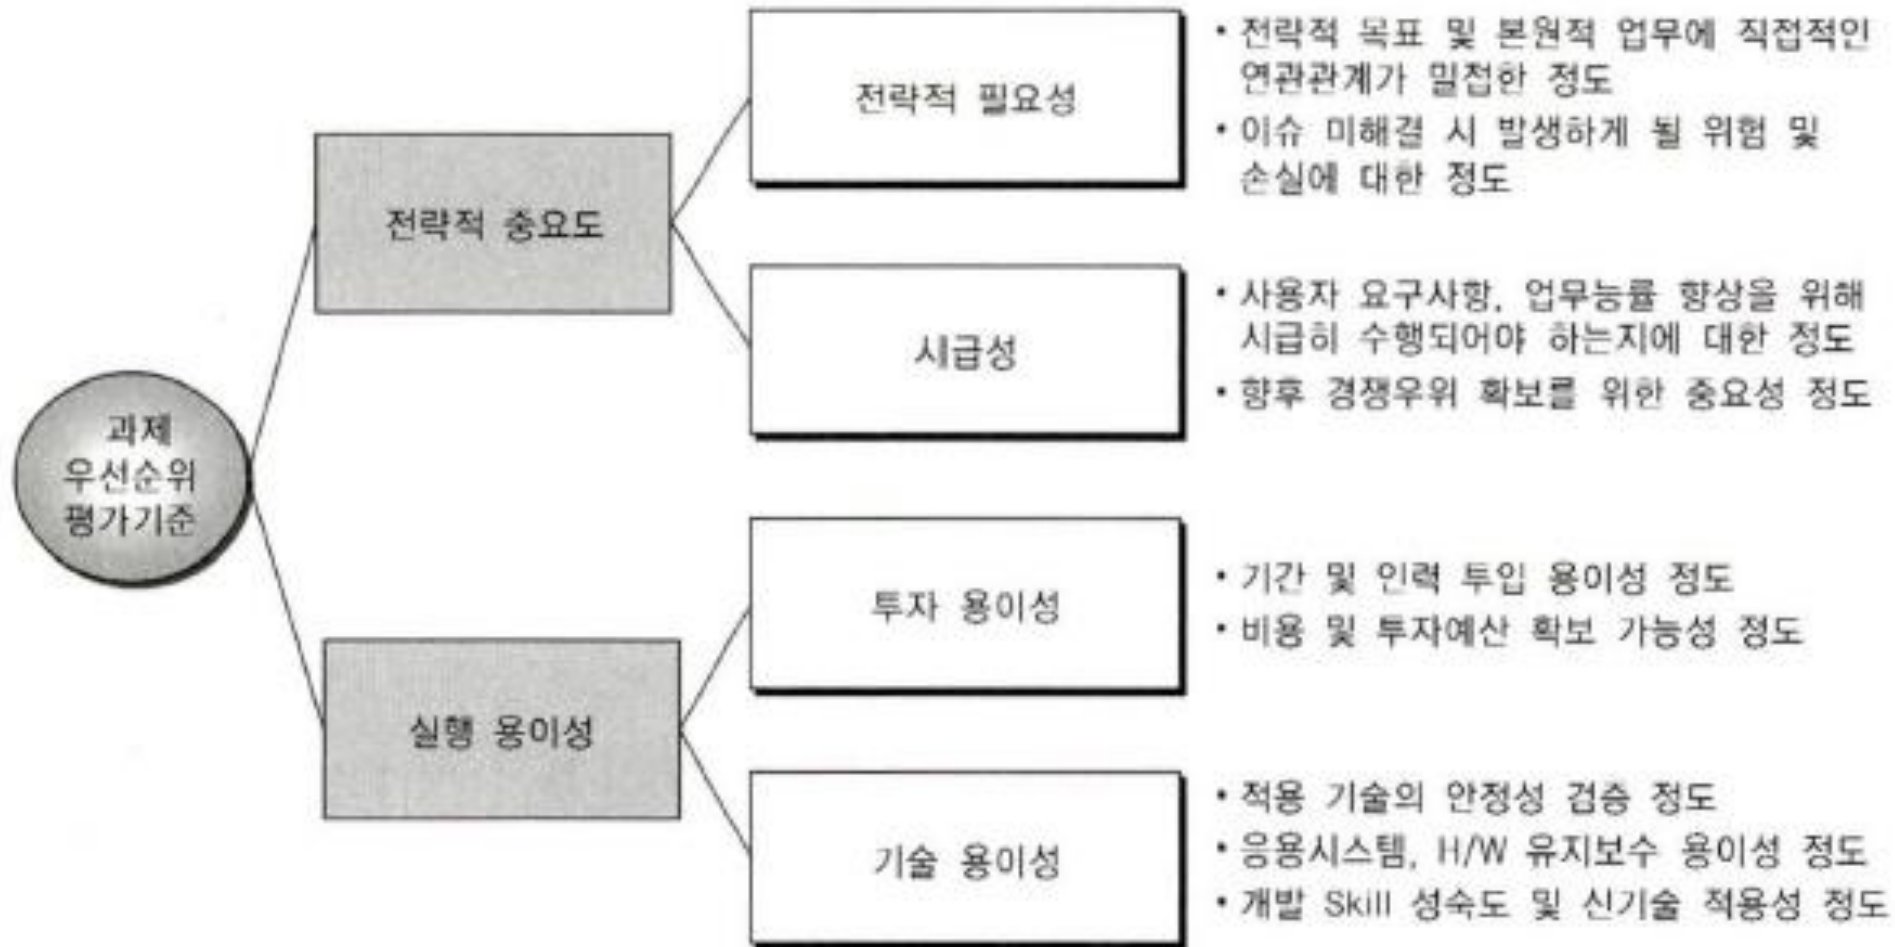 과제
우선순위
평가기준
전략적 중요도
전략적 필요성
• 전략적 목표 및 본원적 업무에 직접적인
연관관계가 밀접한 정도
• 이슈 미해결 시 발생하게 될 위험 및
손실에 대한 정도
시급성
• 사용자 요구사항, 업무능률 향상을 위해
시급히 수행되어야 하는지에 대한 정도
• 향후 경쟁우위 확보를 위한 중요성 정도
실행 용이성
투자 용이성
• 기간 및 인력 투입 용이성 정도
• 비용 및 투자예산 확보 가능성 정도
기술 용이성
• 적용 기술의 안정성 검증 정도
• 응용시스템, H/W 유지보수 용이성 정도
• 개발 Skill 성숙도 및 신기술 적용성 정도